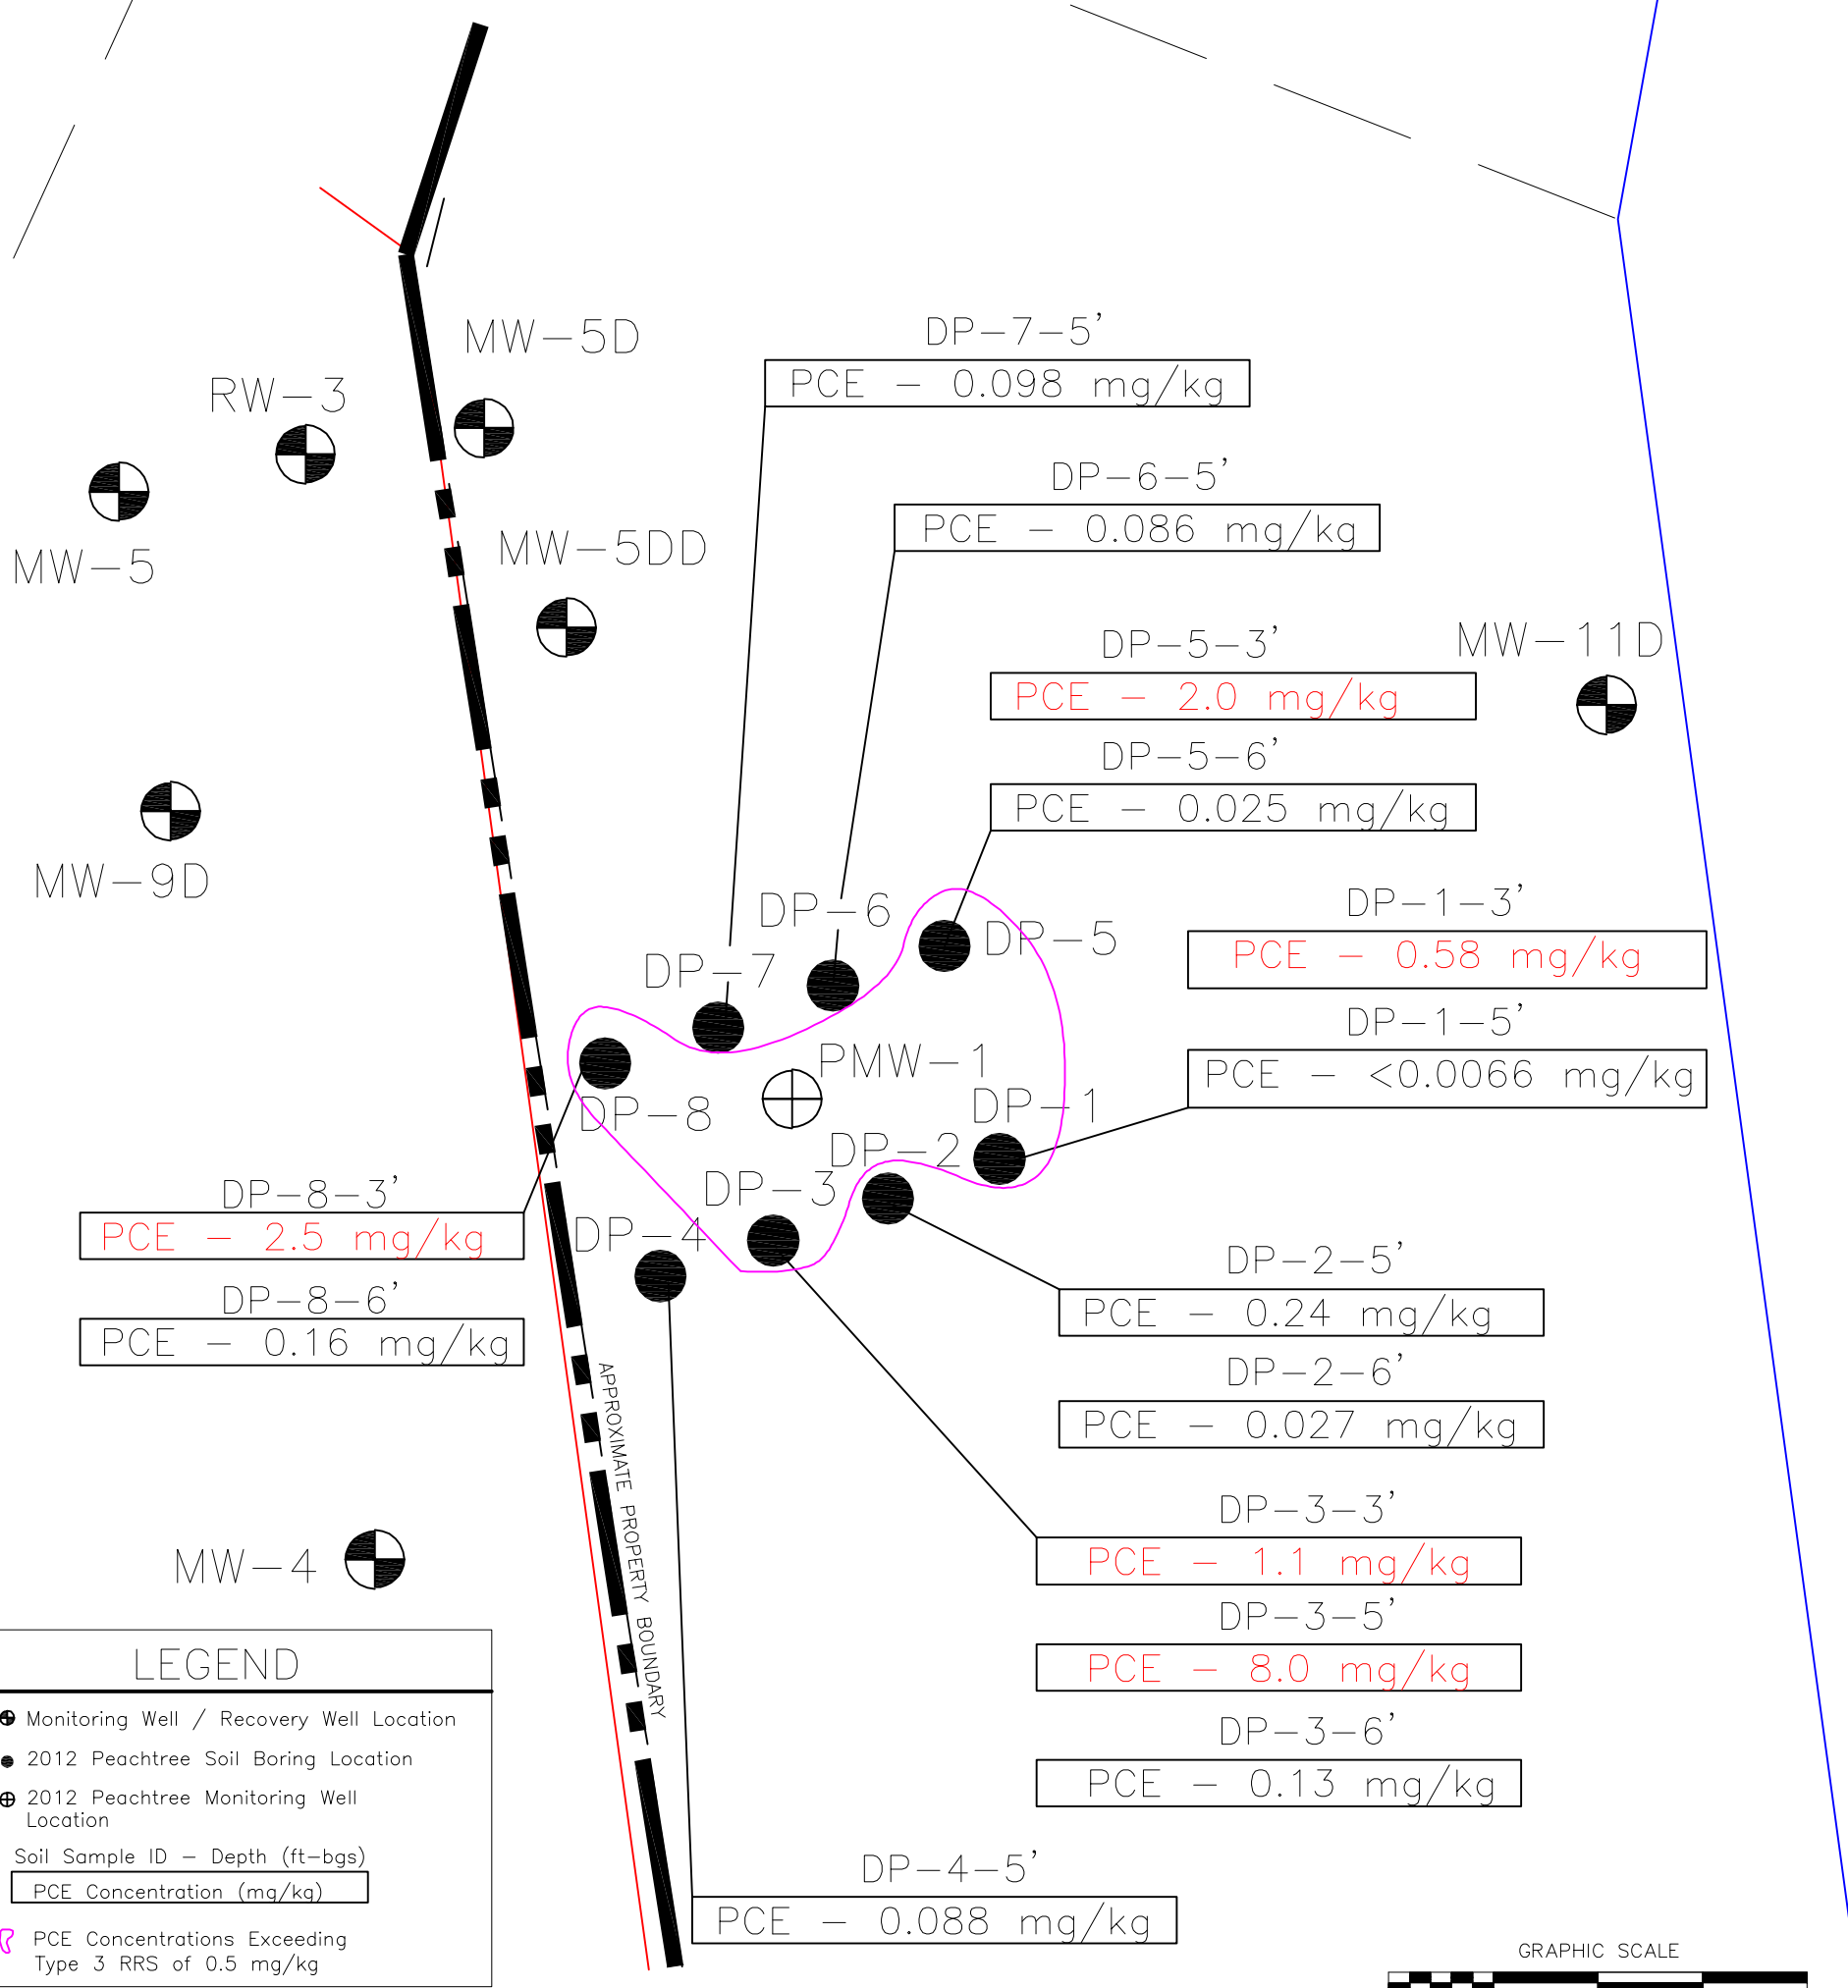 MW-5D
DP-7-5'
PCE - 0.098 mg/kg
RW-3
DP-6-5'
PCE - 0.086 mg/kg
MW-5
MW-5DD
DP-5-3'
PCE - 2.0 mg/kg
MW-11D
DP-5-6'
PCE - 0.025 mg/kg
MW-9D
DP-6
DP-5
DP-1-3'
PCE - 0.58 mg/kg
DP-7
DP-1-5'
PCE - <0.0066 mg/kg
PMW-1
DP-8
DP-1
DP-2
DP-3
DP-4
DP-8-3'
PCE - 2.5 mg/kg
DP-8-6'
PCE - 0.16 mg/kg
DP-2-5'
PCE - 0.24 mg/kg
DP-2-6'
PCE - 0.027 mg/kg
APPROXIMATE PROPERTY BOUNDARY
DP-3-3'
PCE - 1.1 mg/kg
DP-3-5'
PCE - 8.0 mg/kg
DP-3-6'
PCE - 0.13 mg/kg
MW-4
DP-4-5'
PCE - 0.088 mg/kg
LEGEND
Monitoring Well / Recovery Well Location
2012 Peachtree Soil Boring Location
2012 Peachtree Monitoring Well
Location
Soil Sample ID - Depth (ft-bgs)
PCE Concentration (mg/kg)
PCE Concentrations Exceeding
Type 3 RRS of 0.5 mg/kg
GRAPHIC SCALE